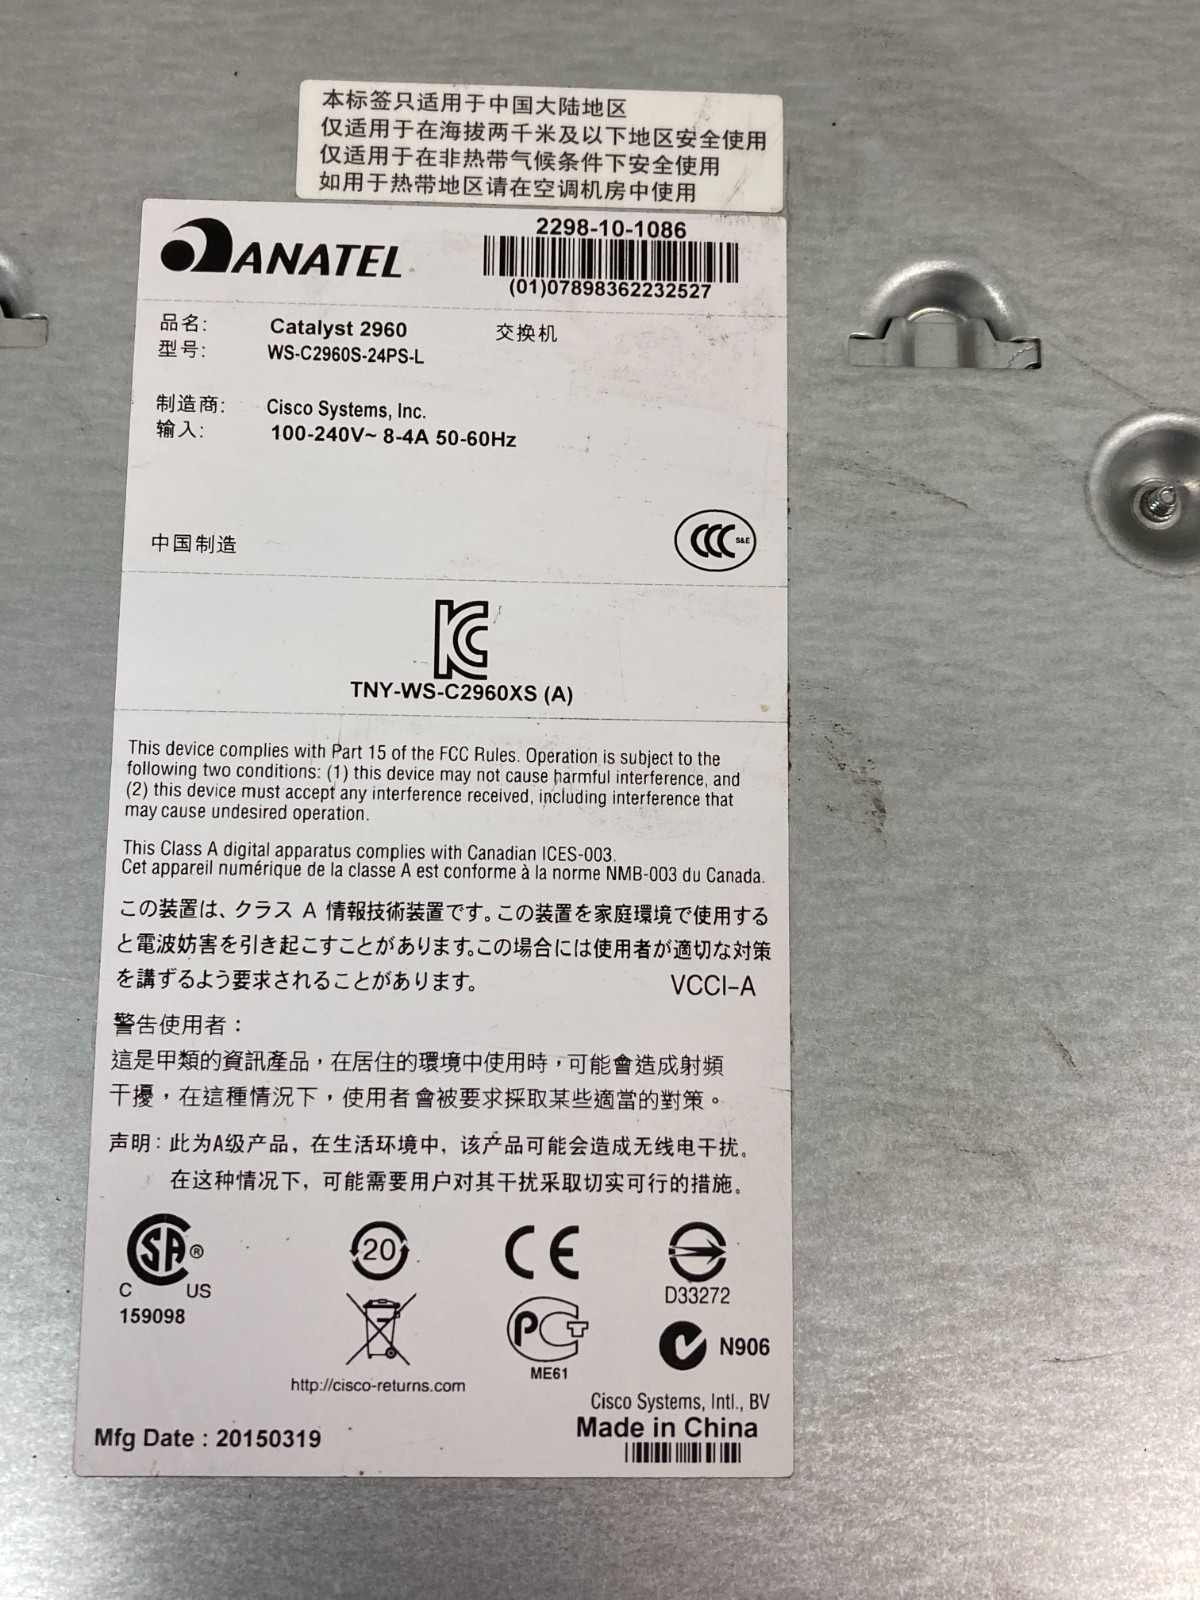 本标签只适用于中国大陆地区
仅适用于在海拔两千米及以下地区安全使用
仅适用于在非热带气候条件下安全使用
如用于热带地区请在空调机房中使用
ANATEL
2298-10-1086
(01)07898362232527
品名: Catalyst 2960 交换机
型号: WS-C2960S-24PS-L
制造商: Cisco Systems, Inc.
输入: 100-240V~ 8-4A 50-60Hz
中国制造
CCC S&E
KC
TNY-WS-C2960XS (A)
This device complies with Part 15 of the FCC Rules. Operation is subject to the
following two conditions: (1) this device may not cause harmful interference, and
(2) this device must accept any interference received, including interference that
may cause undesired operation.
This Class A digital apparatus complies with Canadian ICES-003.
Cet appareil numérique de la classe A est conforme à la norme NMB-003 du Canada.
この装置は、クラス A 情報技術装置です。この装置を家庭環境で使用する
と電波妨害を引き起こすことがあります。この場合には使用者が適切な対策
を講ずるよう要求されることがあります。 VCCI-A
警告使用者：
這是甲類的資訊產品，在居住的環境中使用時，可能會造成射頻
干擾，在這種情況下，使用者會被要求採取某些適當的對策。
声明: 此为A级产品, 在生活环境中, 该产品可能会造成无线电干扰。
在这种情况下, 可能需要用户对其干扰采取切实可行的措施。
SA ®
C US
159098
20
CE
D33272
PCT
ME61
N906
http://cisco-returns.com
Cisco Systems, Intl., BV
Mfg Date : 20150319
Made in China